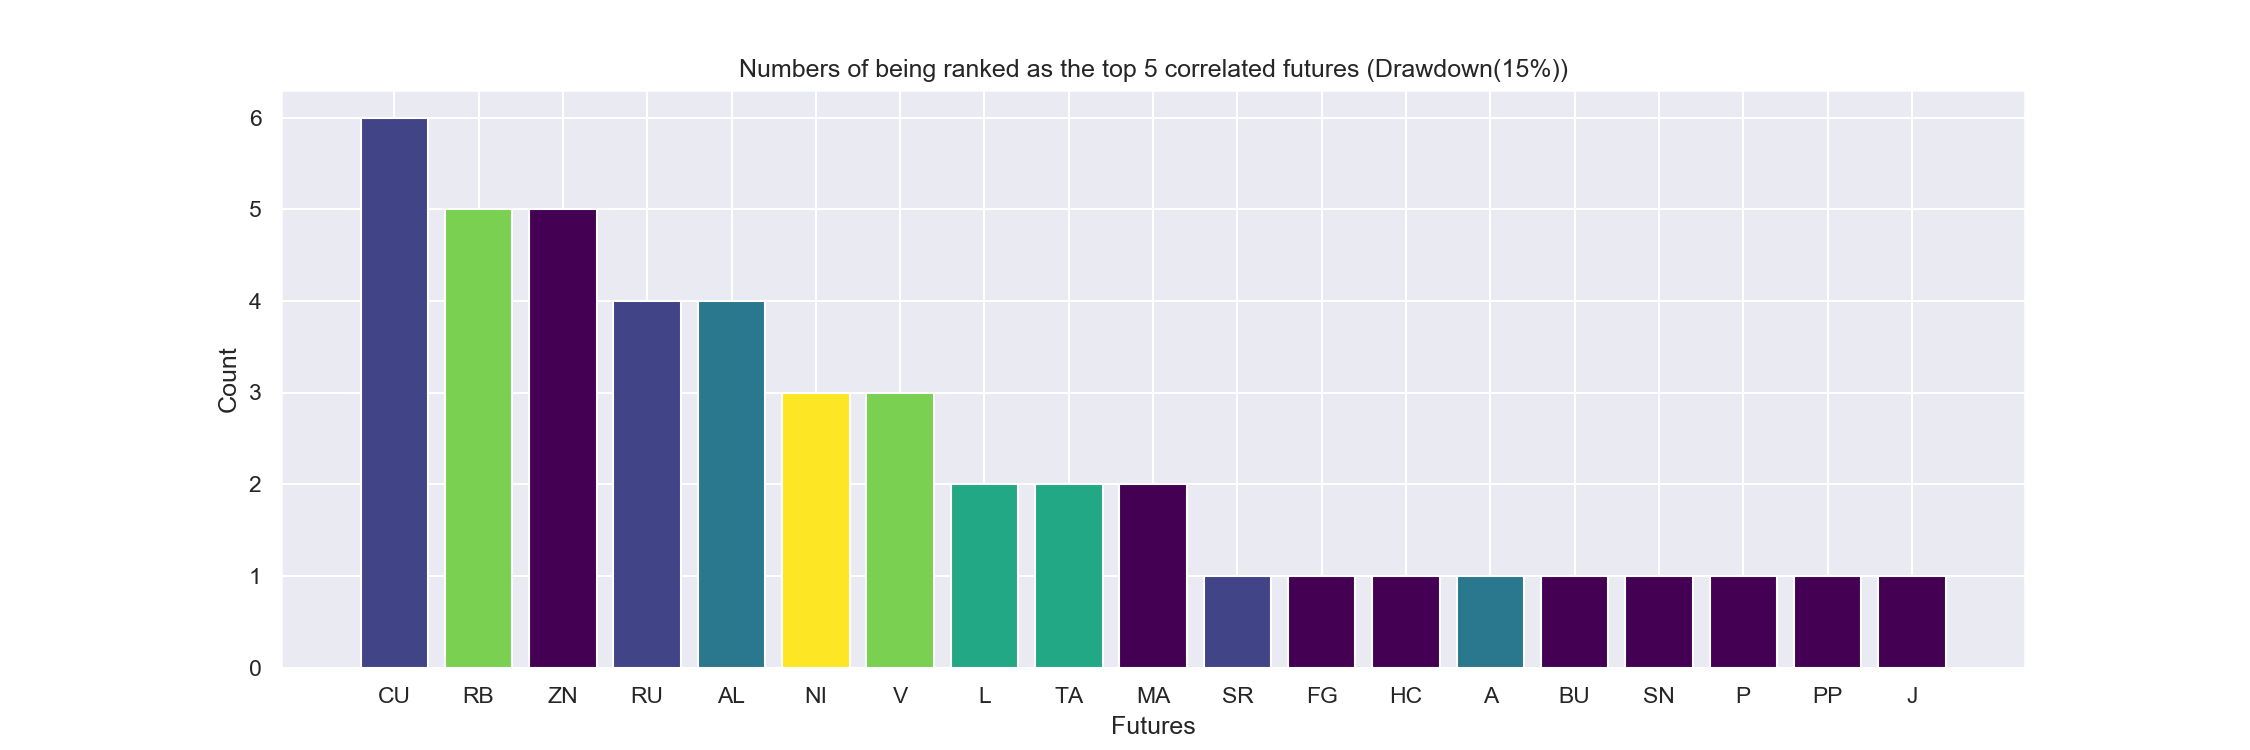 Numbers of being ranked as the top 5 correlated futures (Drawdown(15%))
6
5
4
3
2
1
0
Count
CU RB ZN RU AL NI V L TA MA SR FG HC A BU SN P PP J
Futures